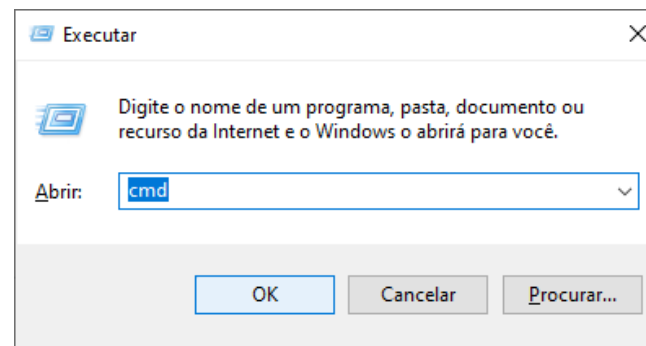 Executar
Digite o nome de um programa, pasta, documento ou
recurso da Internet e o Windows o abrirá para você.
Abrir: cmd
OK Cancelar Procurar...